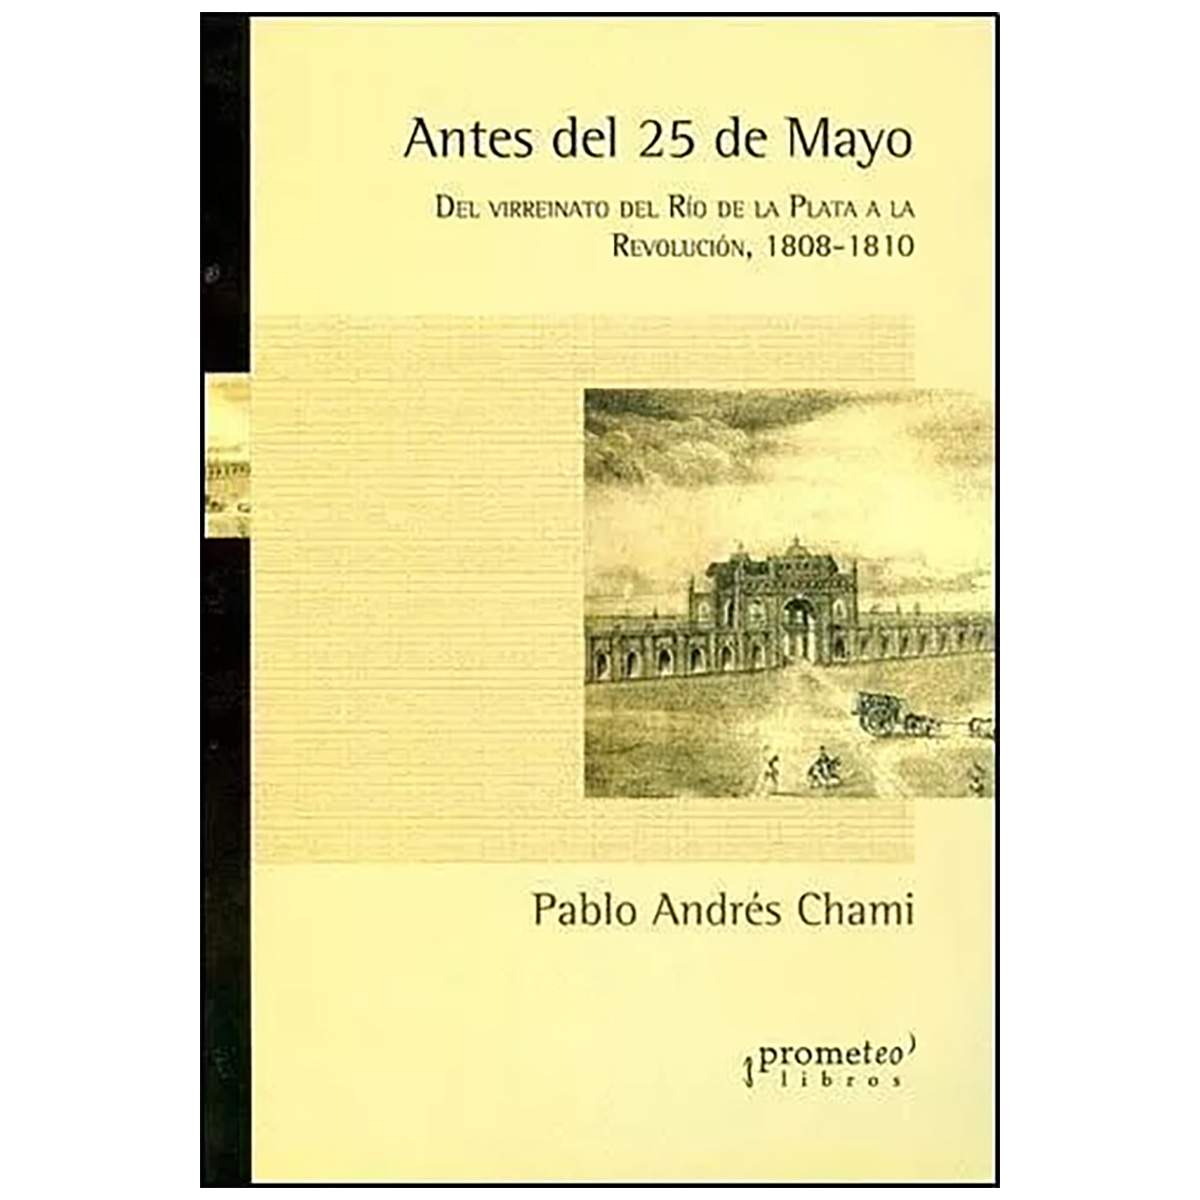 Antes del 25 de Mayo
DEL VIRREINATO DEL RÍO DE LA PLATA A LA
REVOLUCIÓN, 1808-1810
Pablo Andrés Chami
prometeo
libros